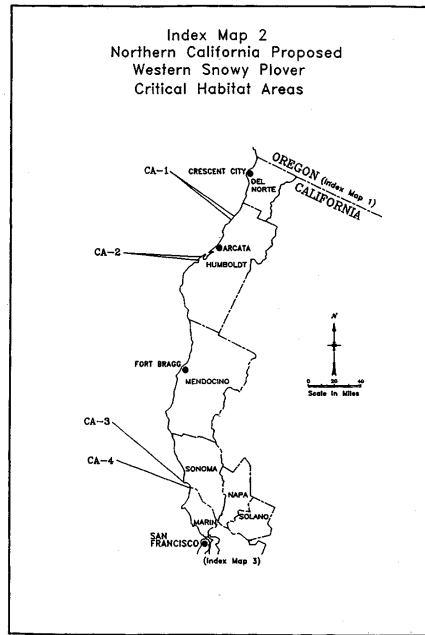 Index Map 2
Northern California Proposed
Western Snowy Plover
Critical Habitat Areas
OREGON (Index Map 1)
CALIFORNIA
CA-1
CRESCENT CITY
DEL
NORTE
CA-2
ARCATA
HUMBOLDT
N
FORT BRAGG
MENDOCINO
0 20 40
Scale in Miles
CA-3
CA-4
SONOMA
NAPA
SOLANO
MARIN
SAN
FRANCISCO
(Index Map 3)